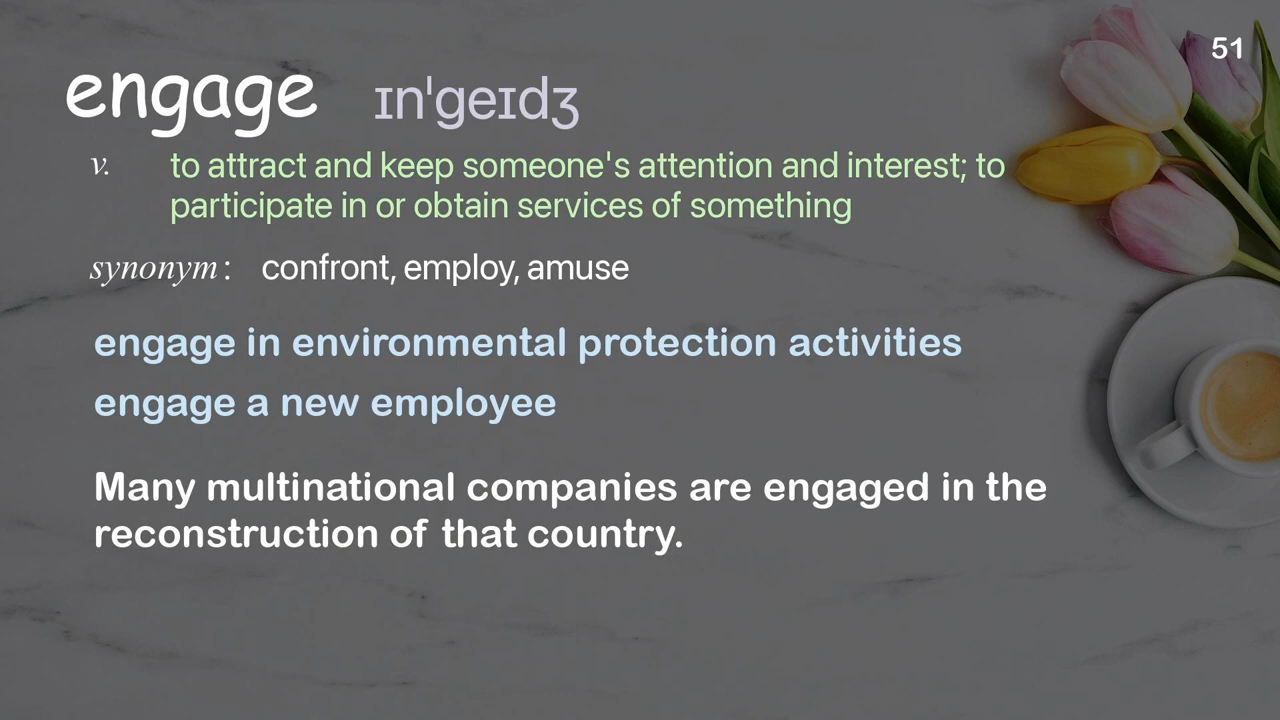 51
engage ɪn'geɪdʒ
v. to attract and keep someone's attention and interest; to
participate in or obtain services of something
synonym: confront, employ, amuse
engage in environmental protection activities
engage a new employee
Many multinational companies are engaged in the
reconstruction of that country.